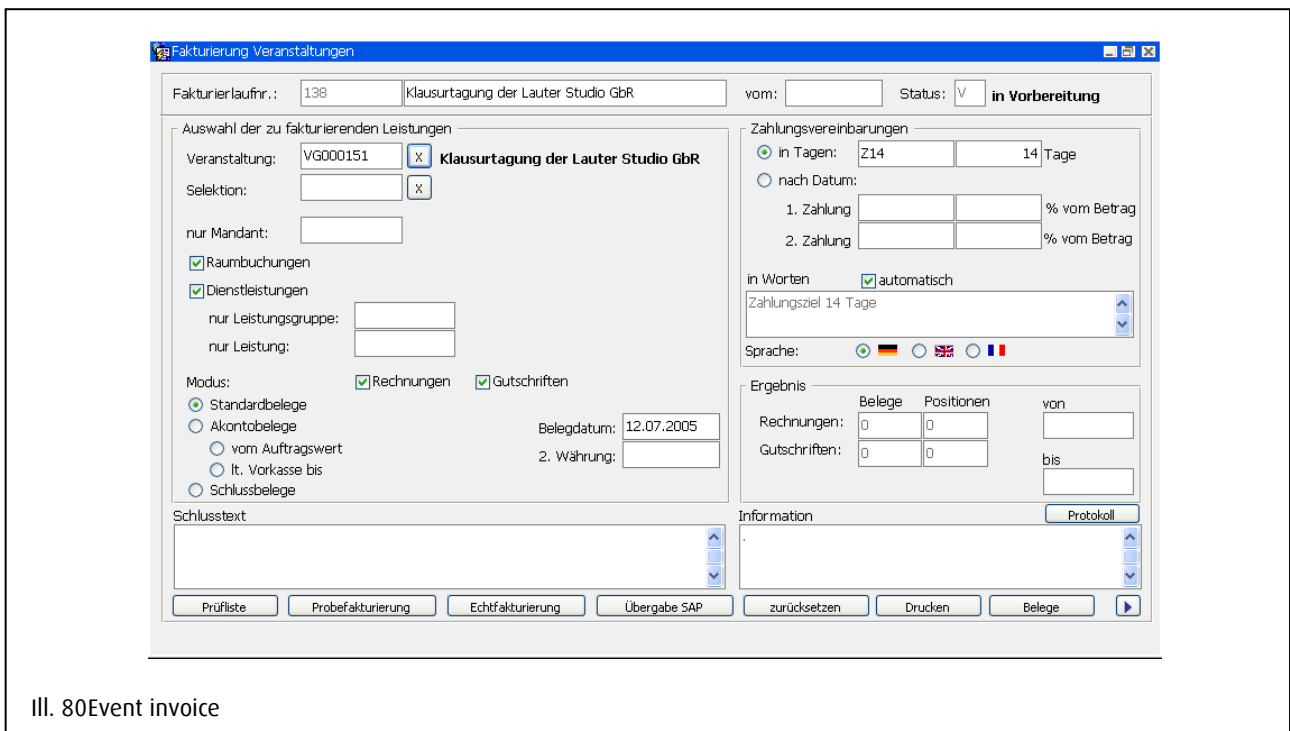 Fakturierung Veranstaltungen
Fakturierlaufnr.: 138 Klausurtagung der Lauter Studio GbR vom: Status: V in Vorbereitung
Auswahl der zu fakturierenden Leistungen
Veranstaltung: VG000151 X Klausurtagung der Lauter Studio GbR
Selektion: X
nur Mandant:
Raumbuchungen
Dienstleistungen
nur Leistungsgruppe:
nur Leistung:
Modus: Rechnungen Gutschriften
Standardbelege
Akontobelege
vom Auftragswert
lt. Vorkasse bis
Schlussbelege
Belegdatum: 12.07.2005
2. Währung:
Zahlungsvereinbarungen
in Tagen: Z14 14 Tage
nach Datum:
1. Zahlung % vom Betrag
2. Zahlung % vom Betrag
in Worten automatisch
Zahlungsziel 14 Tage
Sprache:
Ergebnis
Belege Positionen von
Rechnungen: 0 0
Gutschriften: 0 0
bis
Schlusstext
Information Protokoll
.
Prüfliste Probefakturierung Echtfakturierung Übergabe SAP zurücksetzen Drucken Belege
Ill. 80Event invoice